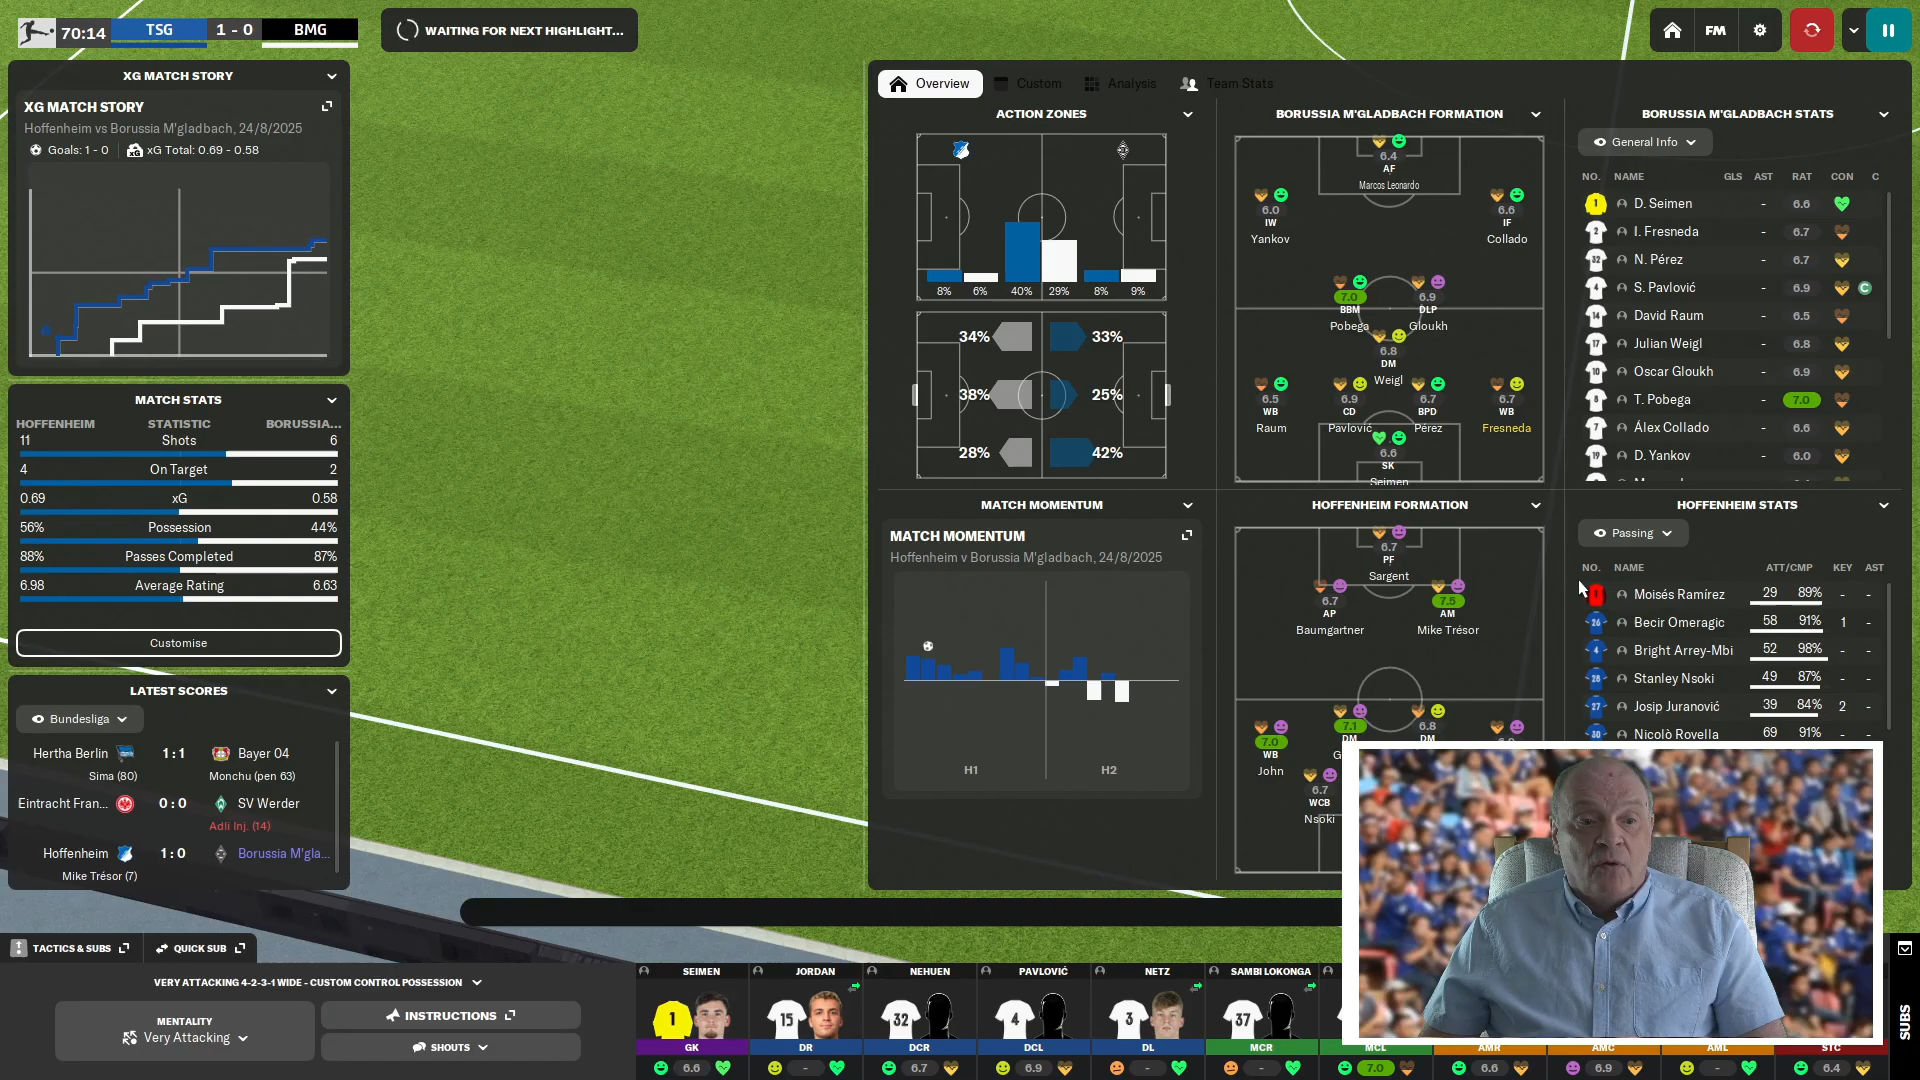 70:14 TSG 1 - 0 BMG
WAITING FOR NEXT HIGHLIGHT...
FM
XG MATCH STORY
XG MATCH STORY
Hoffenheim vs Borussia M'gladbach, 24/8/2025
Goals: 1 - 0 xG Total: 0.69 - 0.58
MATCH STATS
HOFFENHEIM STATISTIC BORUSSIA...
11 Shots 6
4 On Target 2
0.69 xG 0.58
56% Possession 44%
88% Passes Completed 87%
6.98 Average Rating 6.63
Customise
LATEST SCORES
Bundesliga
Hertha Berlin 1:1 Bayer 04
Sima (80) Monchu (pen 63)
Eintracht Fran... 0:0 SV Werder
Adli Inj. (14)
Hoffenheim 1:0 Borussia M'gla...
Mike Trésor (7)
Overview Custom Analysis Team Stats
ACTION ZONES
8% 6% 40% 29% 8% 9%
34% 33%
38% 25%
28% 42%
MATCH MOMENTUM
MATCH MOMENTUM
Hoffenheim v Borussia M'gladbach, 24/8/2025
H1 H2
BORUSSIA M'GLADBACH FORMATION
6.4
AF
Marcos Leonardo
6.0 6.6
IW IF
Yankov Collado
7.0 6.9
BBM DLP
Pobega Gloukh
6.8
DM
Weigl
6.5 6.9 6.7 6.7
WB CD BPD WB
Raum Pavlović Pérez Fresneda
6.6
SK
Seimen
HOFFENHEIM FORMATION
6.7
PF
Sargent
6.7 7.5
AP AM
Baumgartner Mike Trésor
7.1 6.8
DM DM
7.0
WB G
John
6.7
WCB
Nsoki
BORUSSIA M'GLADBACH STATS
General Info
NO. NAME GLS AST RAT CON C
1 D. Seimen - 6.6
2 I. Fresneda - 6.7
32 N. Pérez - 6.7
4 S. Pavlović - 6.9 C
14 David Raum - 6.5
17 Julian Weigl - 6.8
10 Oscar Gloukh - 6.9
8 T. Pobega - 7.0
7 Álex Collado - 6.6
19 D. Yankov - 6.0
HOFFENHEIM STATS
Passing
NO. NAME ATT/CMP KEY AST
1 Moisés Ramírez 29 89% - -
26 Becir Omeragic 58 91% 1 -
4 Bright Arrey-Mbi 52 98% - -
28 Stanley Nsoki 49 87% - -
27 Josip Juranović 39 84% 2 -
Nicolò Rovella 69 91% - -
TACTICS & SUBS QUICK SUB
VERY ATTACKING 4-2-3-1 WIDE - CUSTOM CONTROL POSSESSION
MENTALITY
Very Attacking
INSTRUCTIONS
SHOUTS
SEIMEN JORDAN NEHUEN PAVLOVIĆ NETZ SAMBI LOKONGA
1 15 32 4 3 37
GK DR DCR DCL DL MCR MCL AMR AMC AML STC
6.6 - 6.7 6.9 - - 7.0 6.6 6.9 - 6.4
SUBS